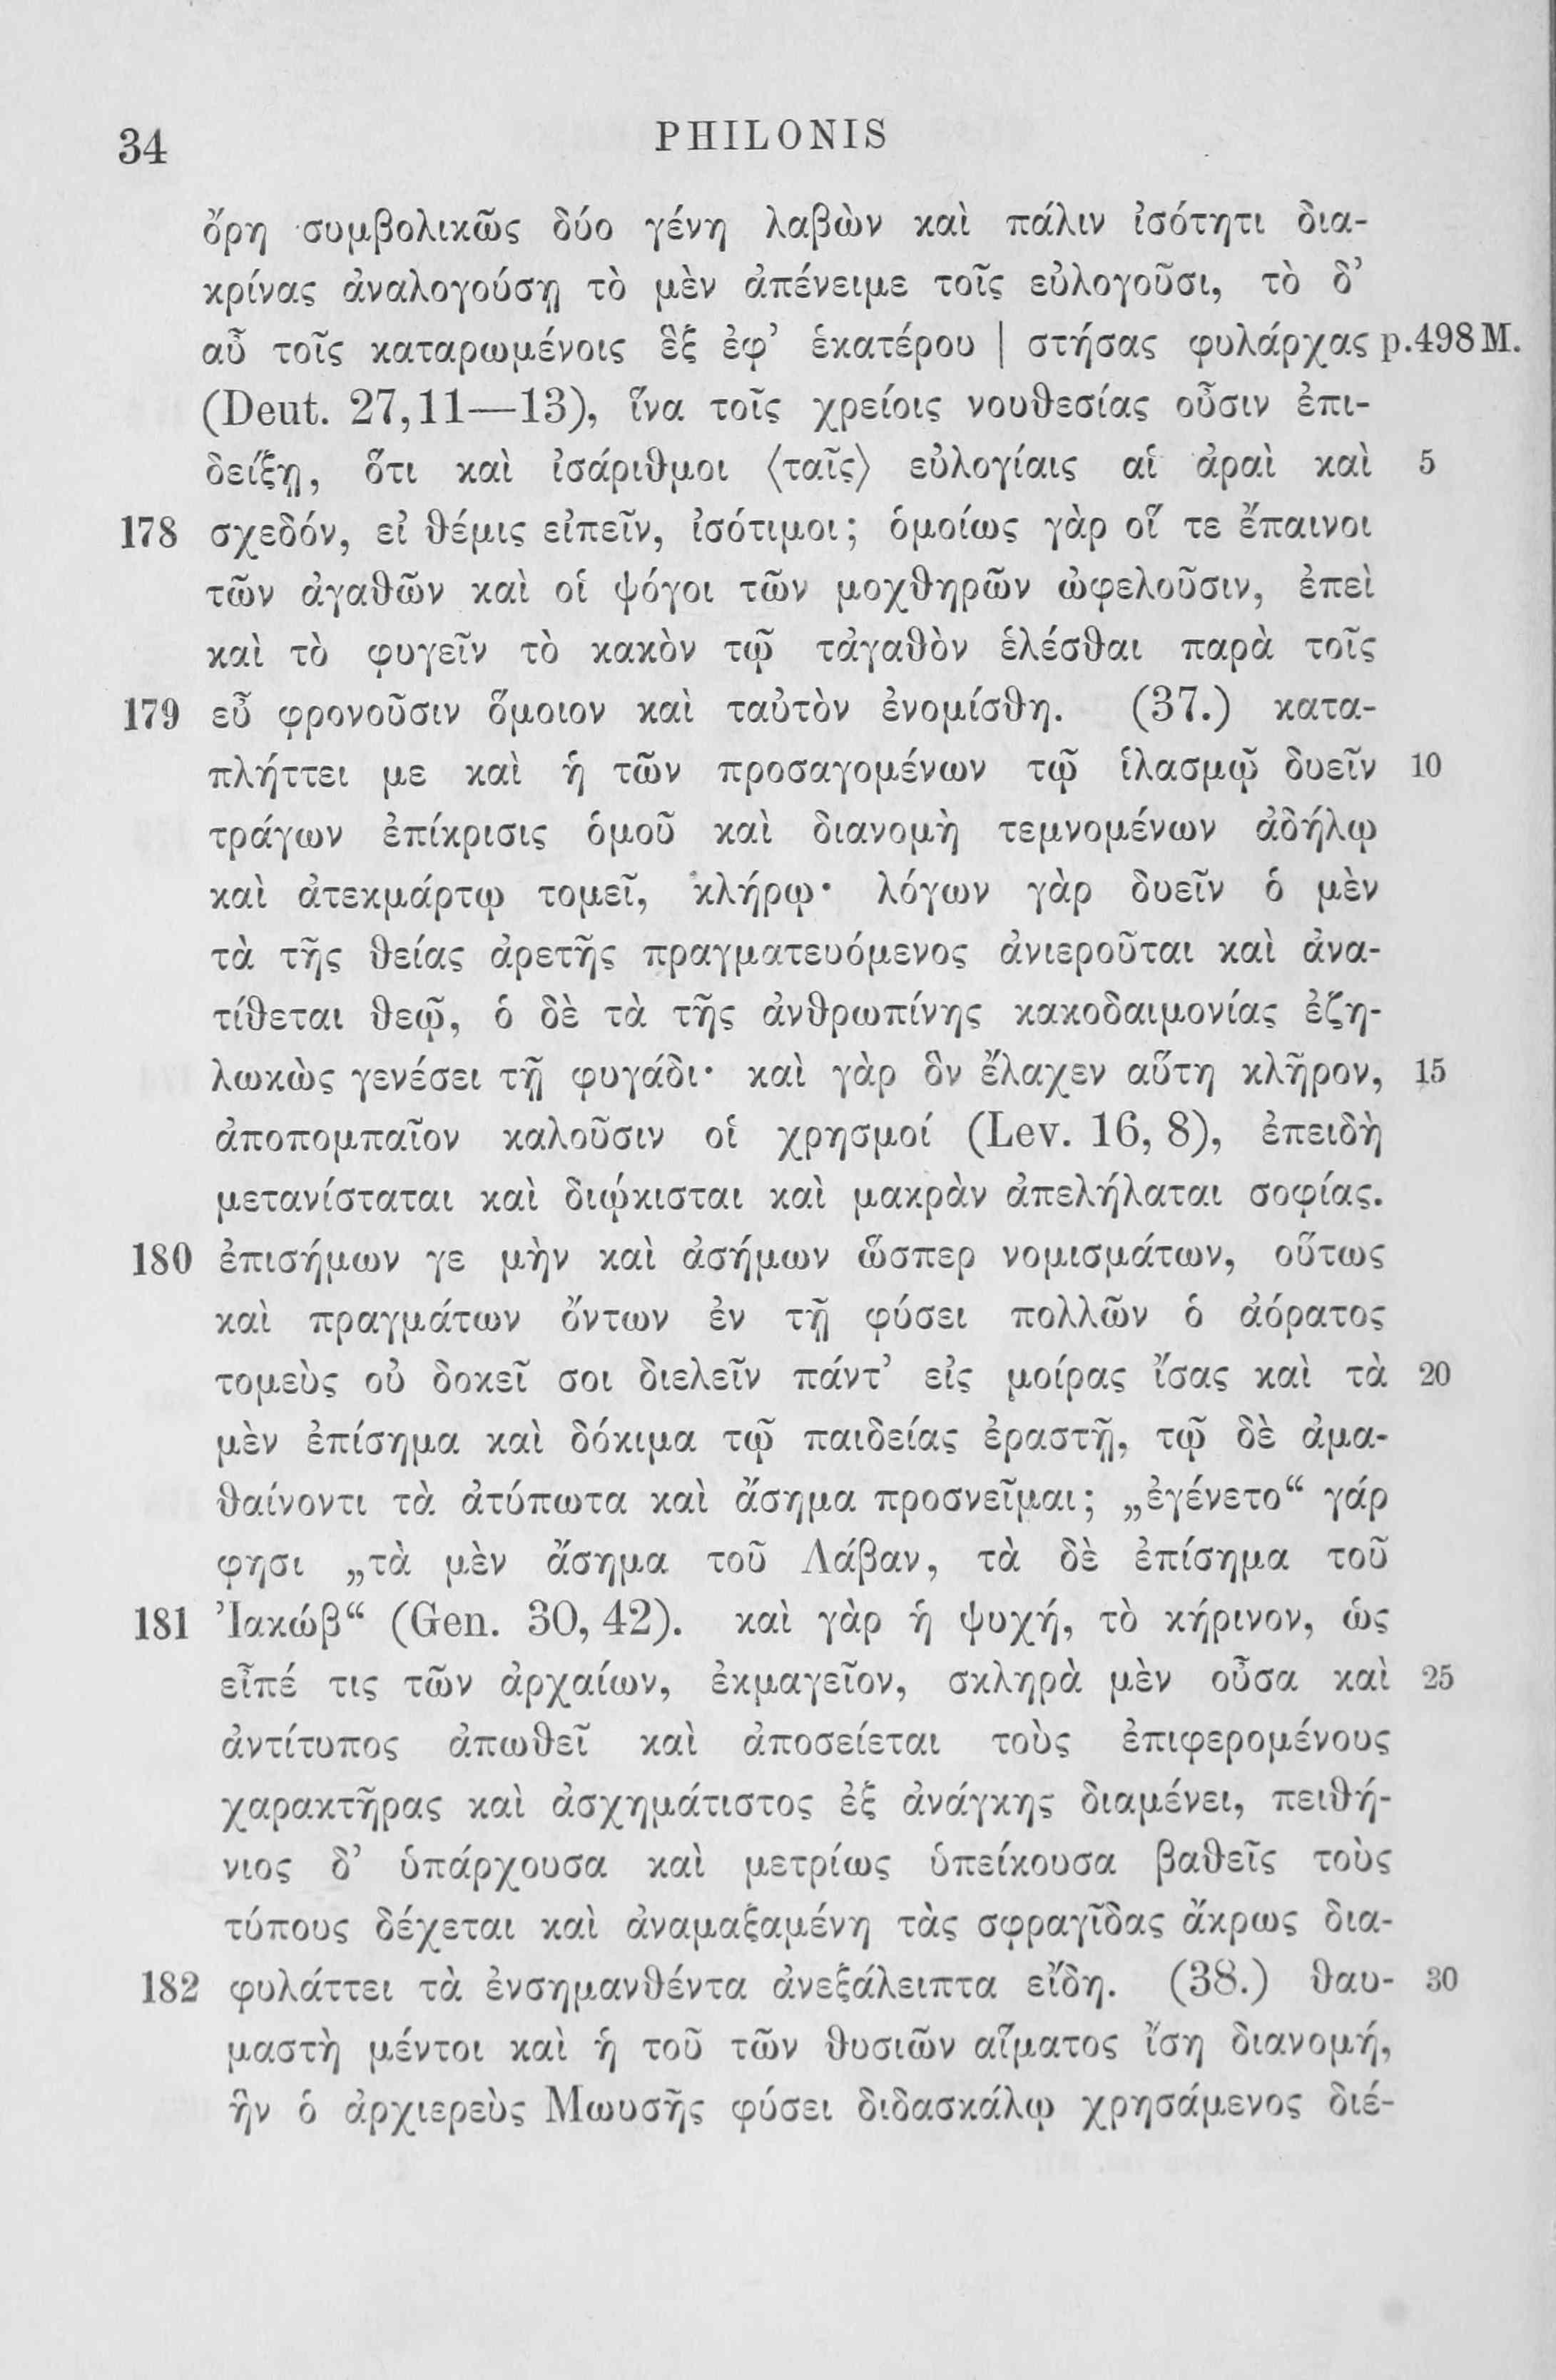 34 PHILONIS
ὄρη συμβολικῶς δύο γένη λαβὼν καὶ πάλιν ἰσότητι δια-
κρίνας ἀναλογούσῃ τὸ μὲν ἀπένειμε τοῖς εὐλογοῦσι, τὸ δ’
αὖ τοῖς καταρωμένοις ἓξ ἐφ’ ἑκατέρου | στήσας φυλάρχας p.498 M.
(Deut. 27,11—13), ἵνα τοῖς χρείοις νουθεσίας οὖσιν ἐπι-
δείξῃ, ὅτι καὶ ἰσάριθμοι ⟨ταῖς⟩ εὐλογίαις αἱ ἀραὶ καὶ 5
178 σχεδόν, εἰ θέμις εἰπεῖν, ἰσότιμοι; ὁμοίως γὰρ οἵ τε ἔπαινοι
τῶν ἀγαθῶν καὶ οἱ ψόγοι τῶν μοχθηρῶν ὠφελοῦσιν, ἐπεὶ
καὶ τὸ φυγεῖν τὸ κακὸν τῷ τἀγαθὸν ἑλέσθαι παρὰ τοῖς
179 εὖ φρονοῦσιν ὅμοιον καὶ ταὐτὸν ἐνομίσθη. (37.) κατα-
πλήττει με καὶ ἡ τῶν προσαγομένων τῷ ἱλασμῷ δυεῖν 10
τράγων ἐπίκρισις ὁμοῦ καὶ διανομὴ τεμνομένων ἀδήλῳ
καὶ ἀτεκμάρτῳ τομεῖ, κλήρῳ· λόγων γὰρ δυεῖν ὁ μὲν
τὰ τῆς θείας ἀρετῆς πραγματευόμενος ἀνιεροῦται καὶ ἀνα-
τίθεται θεῷ, ὁ δὲ τὰ τῆς ἀνθρωπίνης κακοδαιμονίας ἐζη-
λωκὼς γενέσει τῇ φυγάδι· καὶ γὰρ ὃν ἔλαχεν αὕτη κλῆρον, 15
ἀποπομπαῖον καλοῦσιν οἱ χρησμοί (Lev. 16, 8), ἐπειδὴ
μετανίσταται καὶ διῴκισται καὶ μακρὰν ἀπελήλαται σοφίας.
180 ἐπισήμων γε μὴν καὶ ἀσήμων ὥσπερ νομισμάτων, οὕτως
καὶ πραγμάτων ὄντων ἐν τῇ φύσει πολλῶν ὁ ἀόρατος
τομεὺς οὐ δοκεῖ σοι διελεῖν πάντ’ εἰς μοίρας ἴσας καὶ τὰ 20
μὲν ἐπίσημα καὶ δόκιμα τῷ παιδείας ἐραστῇ, τῷ δὲ ἀμα-
θαίνοντι τὰ ἀτύπωτα καὶ ἄσημα προσνεῖμαι; „ἐγένετο“ γάρ
φησι „τὰ μὲν ἄσημα τοῦ Λάβαν, τὰ δὲ ἐπίσημα τοῦ
181 Ἰακώβ“ (Gen. 30, 42). καὶ γὰρ ἡ ψυχή, τὸ κήρινον, ὡς
εἶπέ τις τῶν ἀρχαίων, ἐκμαγεῖον, σκληρὰ μὲν οὖσα καὶ 25
ἀντίτυπος ἀπωθεῖ καὶ ἀποσείεται τοὺς ἐπιφερομένους
χαρακτῆρας καὶ ἀσχημάτιστος ἐξ ἀνάγκης διαμένει, πειθή-
νιος δ’ ὑπάρχουσα καὶ μετρίως ὑπείκουσα βαθεῖς τοὺς
τύπους δέχεται καὶ ἀναμαξαμένη τὰς σφραγῖδας ἄκρως δια-
182 φυλάττει τὰ ἐνσημανθέντα ἀνεξάλειπτα εἴδη. (38.) θαυ- 30
μαστὴ μέντοι καὶ ἡ τοῦ τῶν θυσιῶν αἵματος ἴση διανομή,
ἣν ὁ ἀρχιερεὺς Μωυσῆς φύσει διδασκάλῳ χρησάμενος διέ-